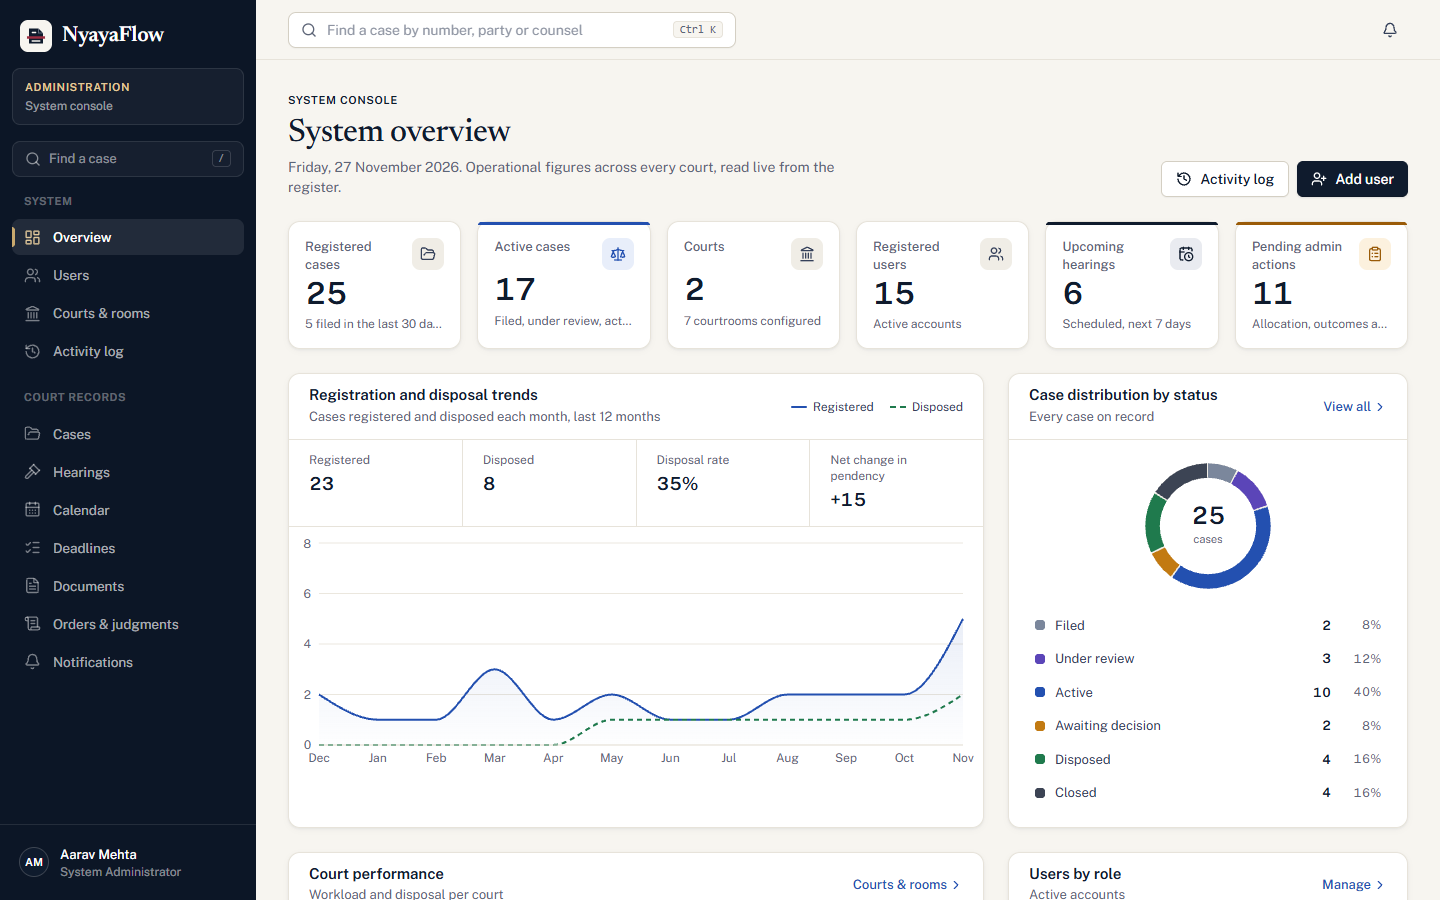 NyayaFlow
ADMINISTRATION
System console
Find a case /
SYSTEM
Overview
Users
Courts & rooms
Activity log
COURT RECORDS
Cases
Hearings
Calendar
Deadlines
Documents
Orders & judgments
Notifications
AM
Aarav Mehta
System Administrator
Find a case by number, party or counsel Ctrl K
SYSTEM CONSOLE
System overview
Friday, 27 November 2026. Operational figures across every court, read live from the
register.
Activity log
Add user
Registered
cases
25
5 filed in the last 30 da...
Active cases
17
Filed, under review, act...
Courts
2
7 courtrooms configured
Registered
users
15
Active accounts
Upcoming
hearings
6
Scheduled, next 7 days
Pending admin
actions
11
Allocation, outcomes a...
Registration and disposal trends
Cases registered and disposed each month, last 12 months
Registered Disposed
Registered
23
Disposed
8
Disposal rate
35%
Net change in
pendency
+15
8
6
4
2
0
Dec Jan Feb Mar Apr May Jun Jul Aug Sep Oct Nov
Case distribution by status
Every case on record
View all
25
cases
Filed 2 8%
Under review 3 12%
Active 10 40%
Awaiting decision 2 8%
Disposed 4 16%
Closed 4 16%
Court performance
Workload and disposal per court
Courts & rooms
Users by role
Active accounts
Manage